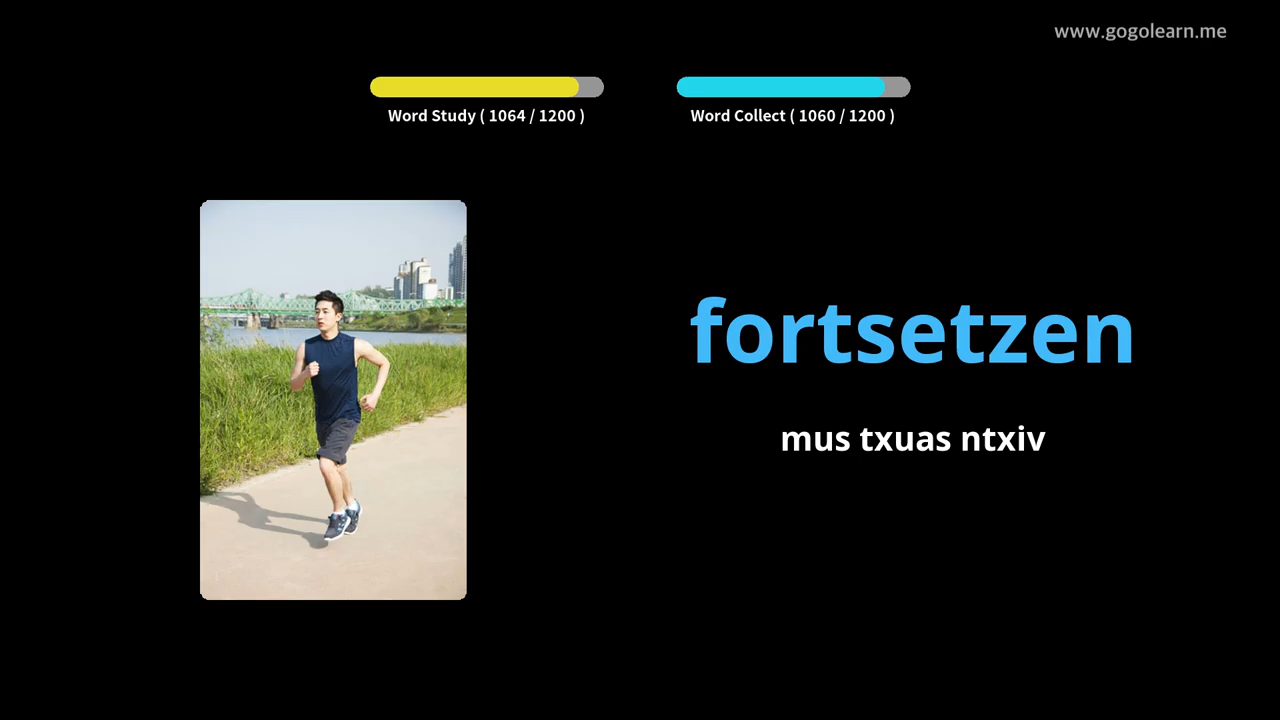 www.gogolearn.me
Word Study ( 1064 / 1200 )
Word Collect ( 1060 / 1200 )
fortsetzen
mus txuas ntxiv